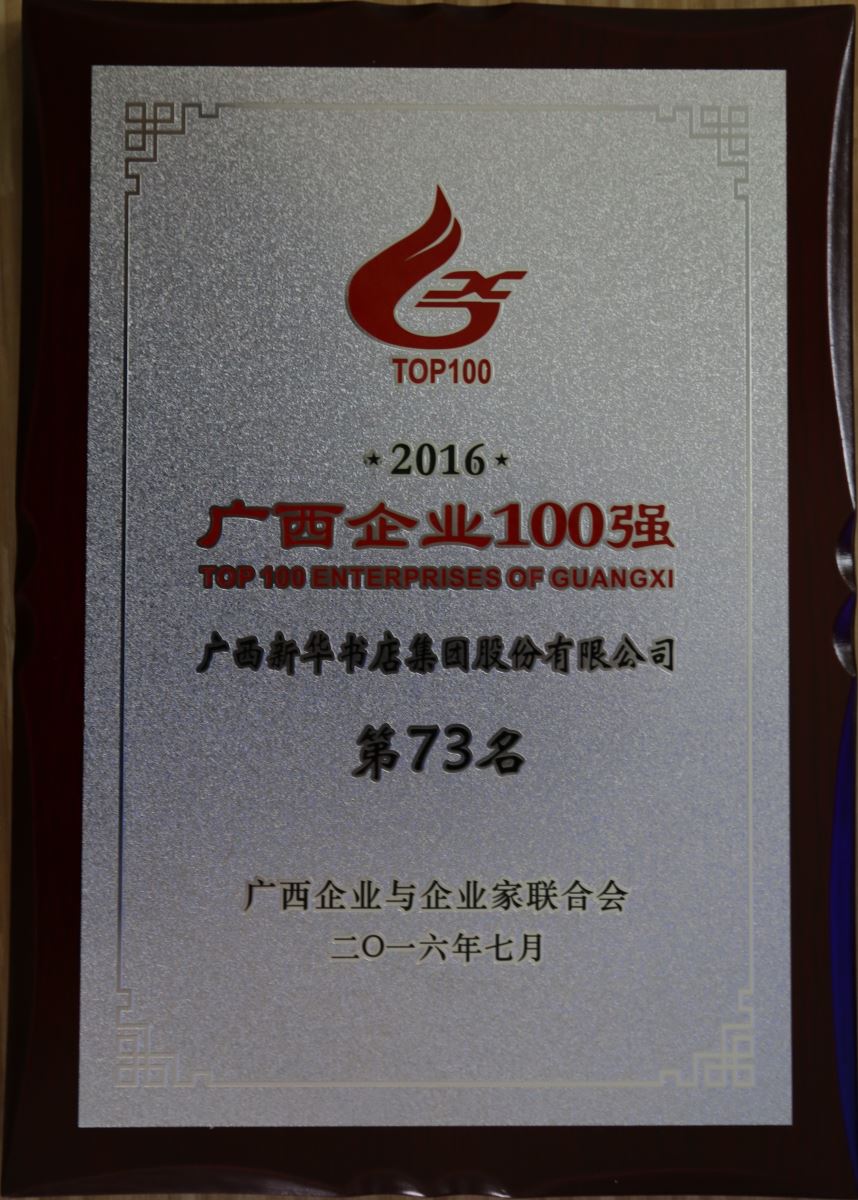 TOP100
★2016★
广西企业100强
TOP 100 ENTERPRISES OF GUANGXI
广西新华书店集团股份有限公司
第73名
广西企业与企业家联合会
二〇一六年七月